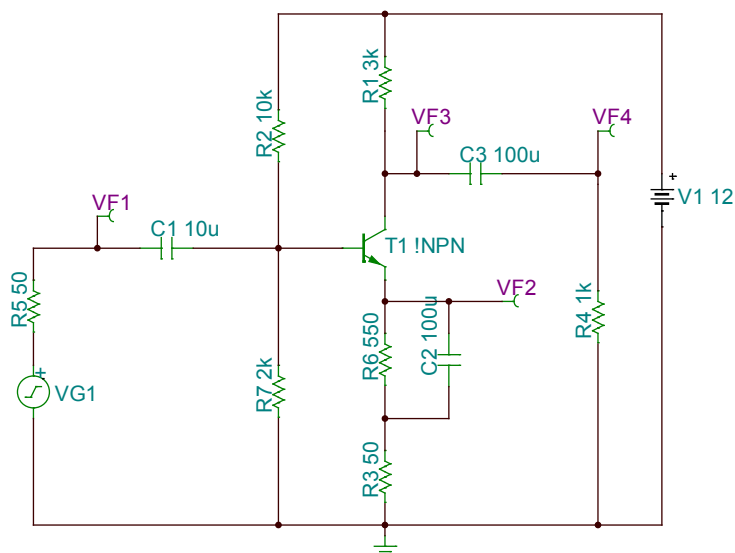 R2 10k
R1 3k
VF3
VF4
C3 100u
V1 12
VF1
C1 10u
T1 !NPN
R5 50
VF2
R6 550
C2 100u
R4 1k
VG1
R7 2k
R3 50